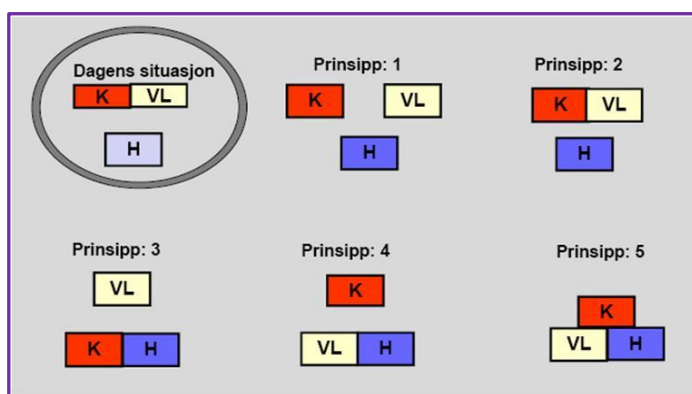 Dagens situasjon
K VL
H
Prinsipp: 1
K VL
H
Prinsipp: 2
K VL
H
Prinsipp: 3
VL
K H
Prinsipp: 4
K
VL H
Prinsipp: 5
K
VL H